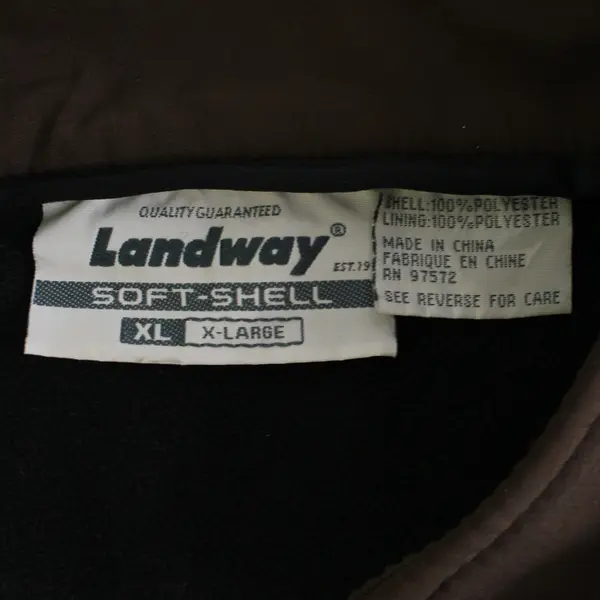 QUALITY GUARANTEED
Landway®
EST.19
SOFT-SHELL
XL X-LARGE
SHELL:100%POLYESTER
LINING:100%POLYESTER
MADE IN CHINA
FABRIQUE EN CHINE
RN 97572
SEE REVERSE FOR CARE